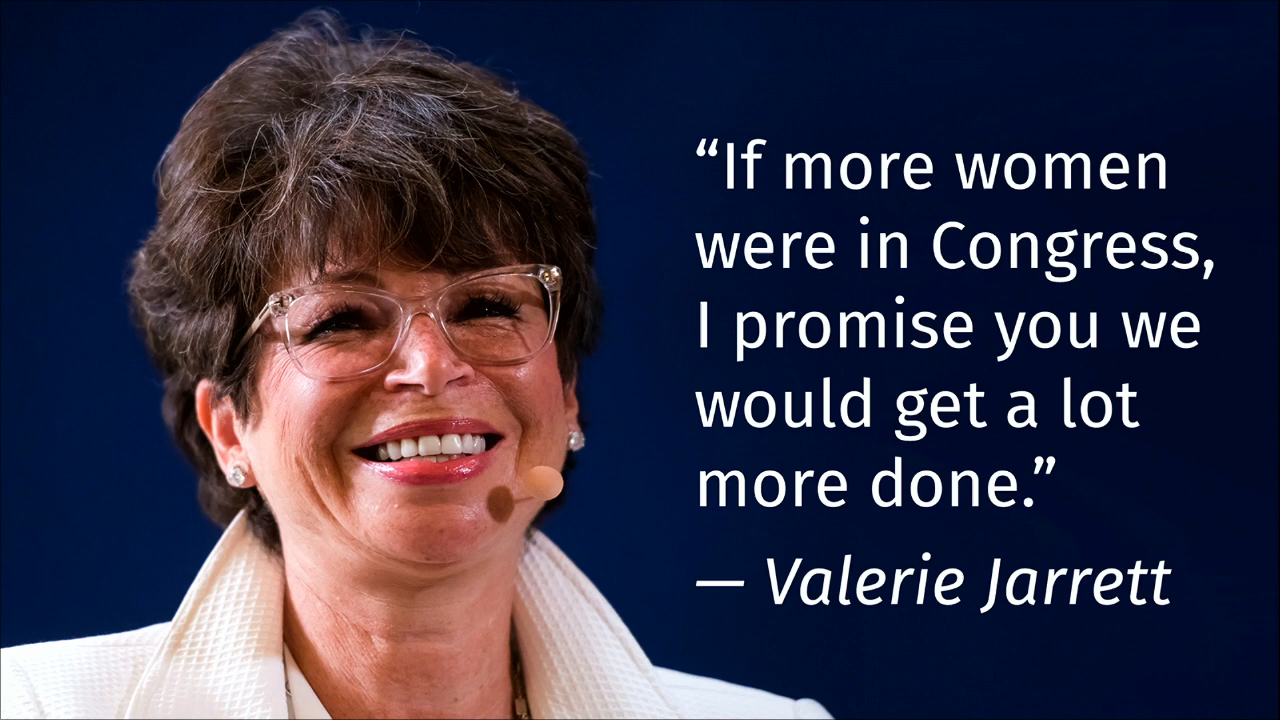 “If more women
were in Congress,
I promise you we
would get a lot
more done.”
— Valerie Jarrett